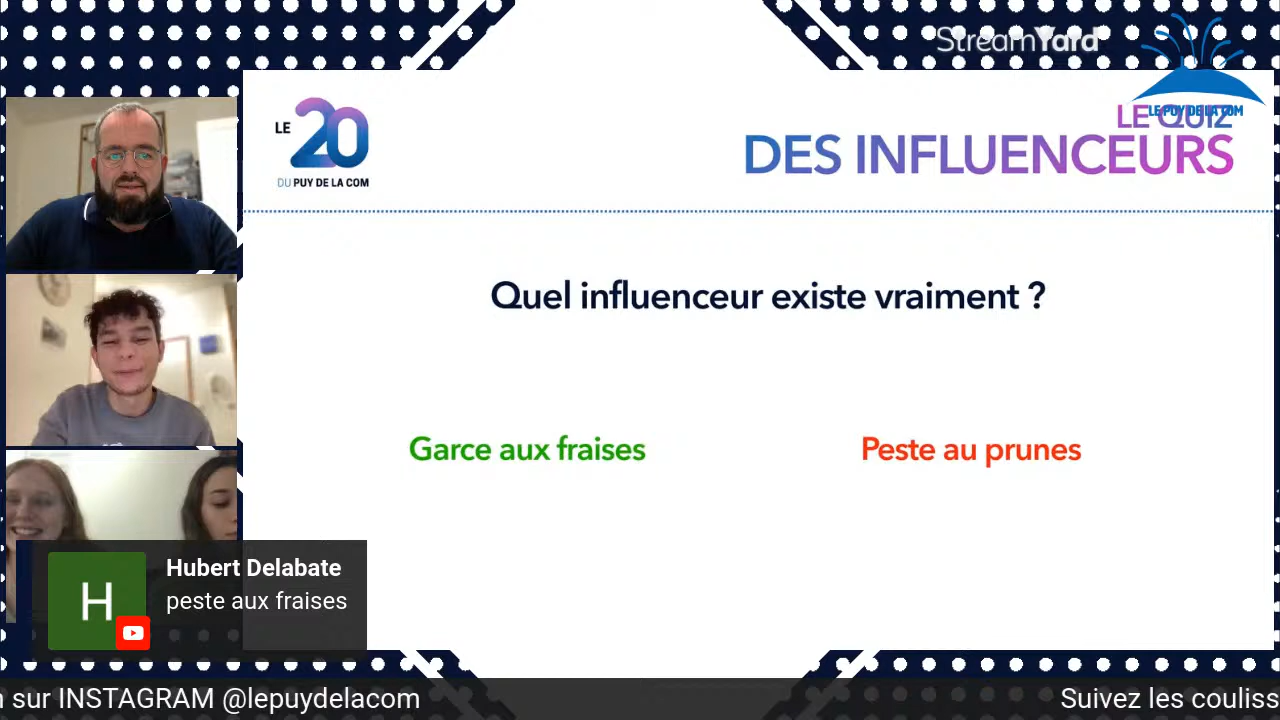 StreamYard
LE PUY DE LA COM
LE 20
DU PUY DE LA COM
LE QUIZ
DES INFLUENCEURS
Quel influenceur existe vraiment ?
Garce aux fraises
Peste au prunes
H
Hubert Delabate
peste aux fraises
sur INSTAGRAM @lepuydelacom
Suivez les couliss